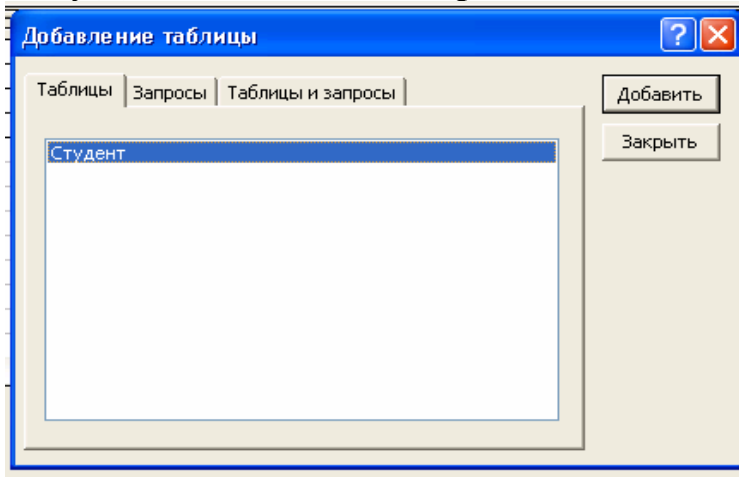 Добавление таблицы
Таблицы Запросы Таблицы и запросы
Добавить
Студент
Закрыть